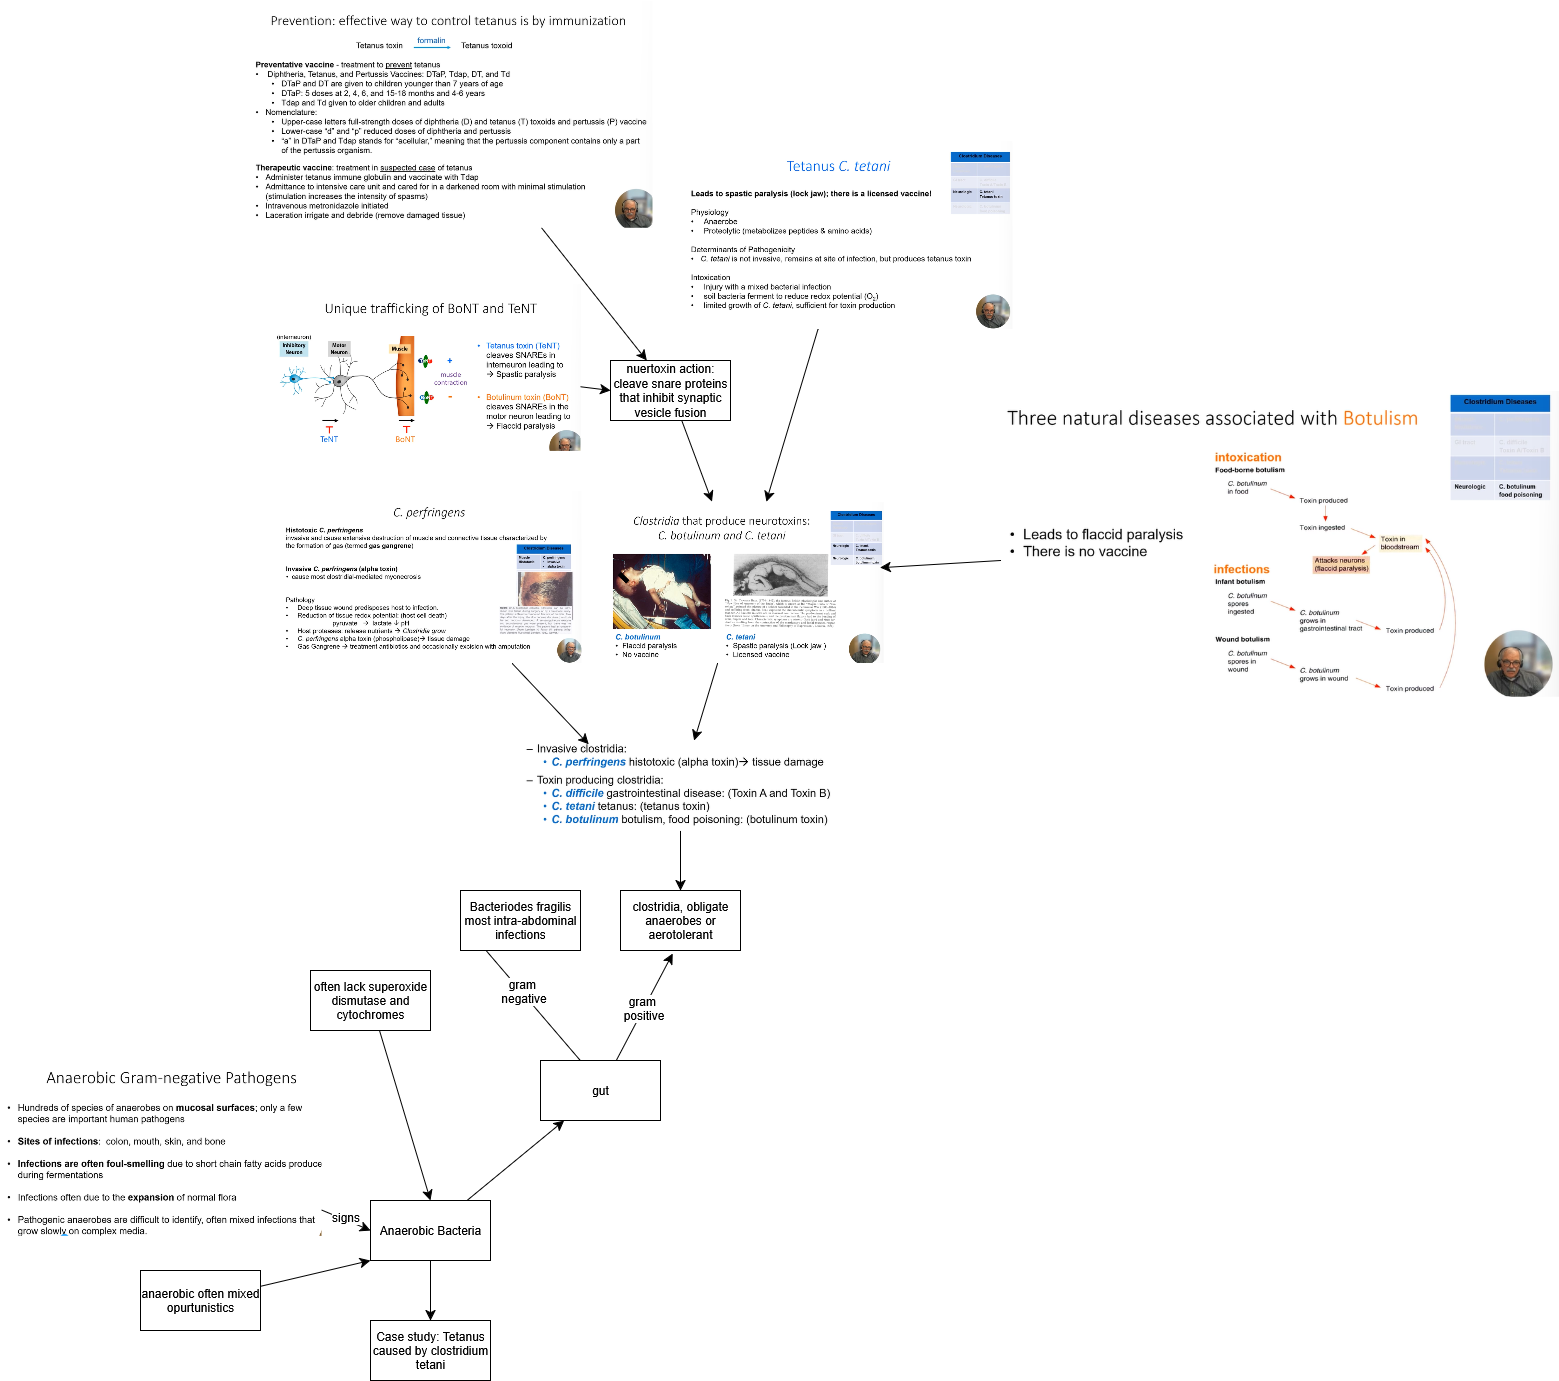 Prevention: effective way to control tetanus is by immunization
Tetanus toxin formalin Tetanus toxoid
Preventative vaccine - treatment to prevent tetanus
• Diphtheria, Tetanus, and Pertussis Vaccines: DTaP, Tdap, DT, and Td
• DTaP and DT are given to children younger than 7 years of age
• DTaP: 5 doses at 2, 4, 6, and 15-18 months and 4-6 years
• Tdap and Td given to older children and adults
• Nomenclature:
• Upper-case letters full-strength doses of diphtheria (D) and tetanus (T) toxoids and pertussis (P) vaccine
• Lower-case "d" and "p" reduced doses of diphtheria and pertussis
• "a" in DTaP and Tdap stands for "acellular," meaning that the pertussis component contains only a part
of the pertussis organism.
Therapeutic vaccine: treatment in suspected case of tetanus
• Administer tetanus immune globulin and vaccinate with Tdap
• Admittance to intensive care unit and cared for in a darkened room with minimal stimulation
(stimulation increases the intensity of spasms)
• Intravenous metronidazole initiated
• Laceration irrigate and debride (remove damaged tissue)
Tetanus C. tetani
Clostridium Diseases
Neurologic C. tetani
Tetanus toxin
Leads to spastic paralysis (lock jaw); there is a licensed vaccine!
Physiology
• Anaerobe
• Proteolytic (metabolizes peptides & amino acids)
Determinants of Pathogenicity
• C. tetani is not invasive, remains at site of infection, but produces tetanus toxin
Intoxication
• Injury with a mixed bacterial infection
• soil bacteria ferment to reduce redox potential (O2)
• limited growth of C. tetani, sufficient for toxin production
Unique trafficking of BoNT and TeNT
(interneuron)
Inhibitory
Neuron
Motor
Neuron
Muscle
+
muscle
contraction
-
TeNT
BoNT
• Tetanus toxin (TeNT)
cleaves SNAREs in
interneuron leading to
→ Spastic paralysis
• Botulinum toxin (BoNT)
cleaves SNAREs in the
motor neuron leading to
→ Flaccid paralysis
nuertoxin action:
cleave snare proteins
that inhibit synaptic
vesicle fusion
Three natural diseases associated with Botulism
Clostridium Diseases
GI tract C. difficile
Toxin A/Toxin B
Neurologic C. botulinum
food poisoning
• Leads to flaccid paralysis
• There is no vaccine
intoxication
Food-borne botulism
C. botulinum
in food
Toxin produced
Toxin ingested
Toxin in
bloodstream
Attacks neurons
(flaccid paralysis)
infections
Infant botulism
C. botulinum
spores
ingested
C. botulinum
grows in
gastrointestinal tract
Toxin produced
Wound botulism
C. botulinum
spores in
wound
C. botulinum
grows in wound
Toxin produced
C. perfringens
Histotoxic C. perfringens
invasive and cause extensive destruction of muscle and connective tissue characterized by
the formation of gas (termed gas gangrene)
Clostridium Diseases
Invasive C. perfringens (alpha toxin)
• cause most clostridial-mediated myonecrosis
Pathology
• Deep tissue wound predisposes host to infection.
• Reduction of tissue redox potential: (host cell death)
pyruvate → lactate ↓ pH
• Host proteases: release nutrients → Clostridia grow
• C. perfringens alpha toxin (phospholipase)→ tissue damage
• Gas Gangrene → treatment antibiotics and occasionally excision with amputation
Clostridia that produce neurotoxins:
C. botulinum and C. tetani
Clostridium Diseases
C. botulinum
• Flaccid paralysis
• No vaccine
C. tetani
• Spastic paralysis (Lock jaw )
• Licensed vaccine
– Invasive clostridia:
• C. perfringens histotoxic (alpha toxin)→ tissue damage
– Toxin producing clostridia:
• C. difficile gastrointestinal disease: (Toxin A and Toxin B)
• C. tetani tetanus: (tetanus toxin)
• C. botulinum botulism, food poisoning: (botulinum toxin)
Bacteriodes fragilis
most intra-abdominal
infections
clostridia, obligate
anaerobes or
aerotolerant
gram
negative
gram
positive
often lack superoxide
dismutase and
cytochromes
gut
Anaerobic Gram-negative Pathogens
• Hundreds of species of anaerobes on mucosal surfaces; only a few
species are important human pathogens
• Sites of infections: colon, mouth, skin, and bone
• Infections are often foul-smelling due to short chain fatty acids produce
during fermentations
• Infections often due to the expansion of normal flora
• Pathogenic anaerobes are difficult to identify, often mixed infections that
grow slowly on complex media.
signs
Anaerobic Bacteria
anaerobic often mixed
opurtunistics
Case study: Tetanus
caused by clostridium
tetani